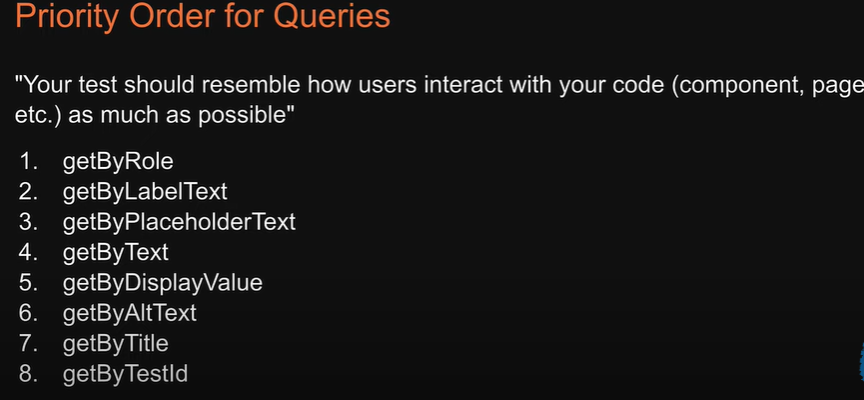 Priority Order for Queries
"Your test should resemble how users interact with your code (component, page
etc.) as much as possible"
1. getByRole
2. getByLabelText
3. getByPlaceholderText
4. getByText
5. getByDisplayValue
6. getByAltText
7. getByTitle
8. getByTestId